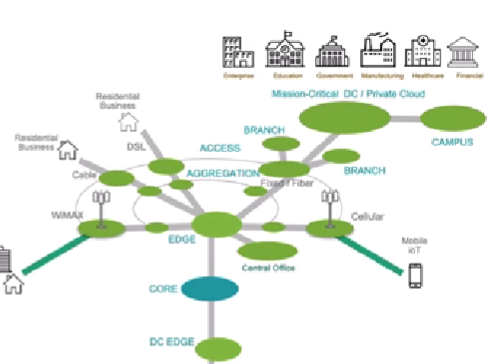 Enterprise Education Government Manufacturing Healthcare Financial
Mission-Critical DC / Private Cloud
Residential
Business
BRANCH
CAMPUS
Residential
Business
DSL
ACCESS
BRANCH
Cable
AGGREGATION
Fixed / Fiber
WiMAX
Cellular
EDGE
Mobile
IoT
Central Office
CORE
DC EDGE